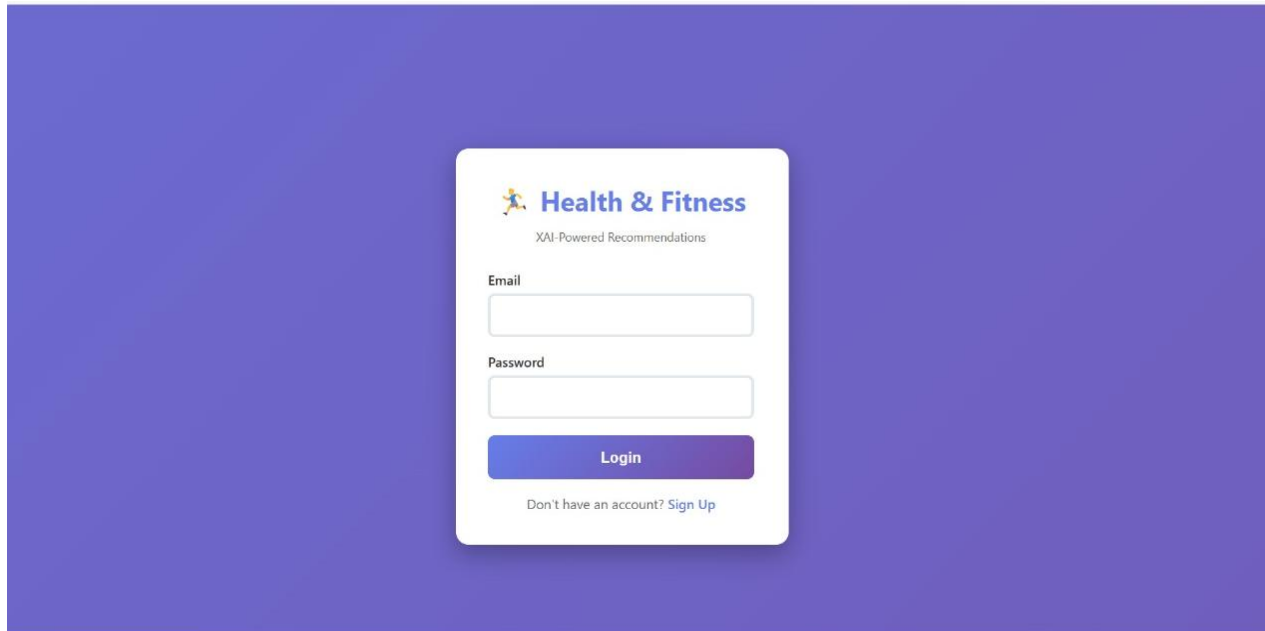 Health & Fitness
XAI-Powered Recommendations
Email
Password
Login
Don't have an account? Sign Up